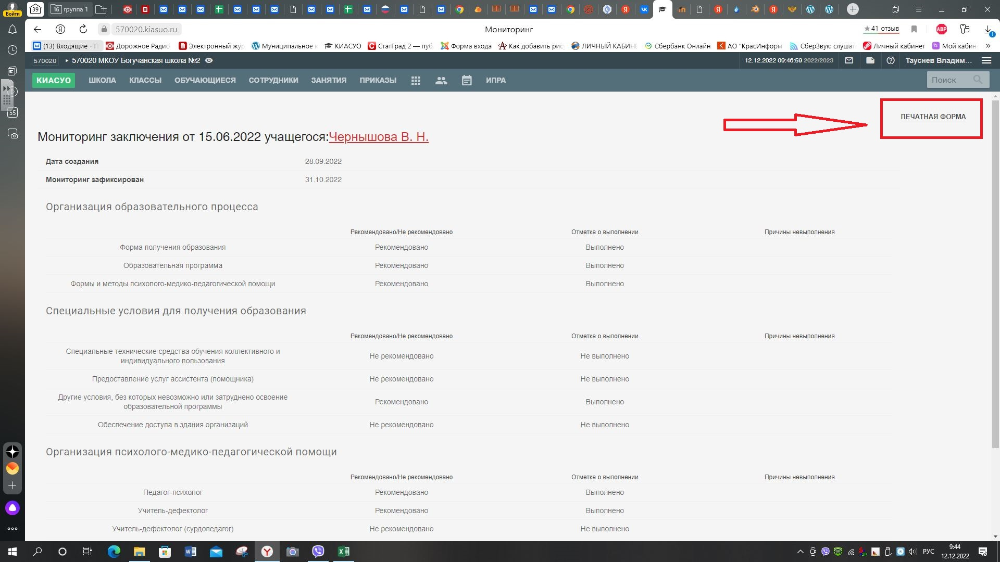 Войти
39
16 группа 1
570020.kiasuo.ru
Мониторинг
★41 отзыв
ABP
1
(13) Входящие - П
Дорожное Радио
Электронный жур
Муниципальное к
КИАСУО
СтатГрад 2 — пуб
Форма входа
Как добавить рис
ЛИЧНЫЙ КАБИНЕ
Сбербанк Онлайн
АО "КрасИнформ
СберЗвук: слушат
Личный кабинет
Мой кабин
»
570020
570020 МКОУ Богучанская школа №2
12.12.2022 09:46:59 2022/2023
Тауснев Владим...
КИАСУО
ШКОЛА
КЛАССЫ
ОБУЧАЮЩИЕСЯ
СОТРУДНИКИ
ЗАНЯТИЯ
ПРИКАЗЫ
ИПРА
Поиск
55
ПЕЧАТНАЯ ФОРМА
Мониторинг заключения от 15.06.2022 учащегося:Чернышова В. Н.
Дата создания 28.09.2022
Мониторинг зафиксирован 31.10.2022
Организация образовательного процесса
Рекомендовано/Не рекомендовано Отметка о выполнении Причины невыполнения
Форма получения образования Рекомендовано Выполнено
Образовательная программа Рекомендовано Выполнено
Формы и методы психолого-медико-педагогической помощи Рекомендовано Выполнено
Специальные условия для получения образования
Рекомендовано/Не рекомендовано Отметка о выполнении Причины невыполнения
Специальные технические средства обучения коллективного и
индивидуального пользования Не рекомендовано Не выполнено
Предоставление услуг ассистента (помощника) Не рекомендовано Не выполнено
Другие условия, без которых невозможно или затруднено освоение
образовательной программы Рекомендовано Выполнено
Обеспечение доступа в здания организаций Не рекомендовано Не выполнено
Организация психолого-медико-педагогической помощи
Рекомендовано/Не рекомендовано Отметка о выполнении Причины невыполнения
Педагог-психолог Рекомендовано Выполнено
Учитель-дефектолог Рекомендовано Выполнено
Учитель-дефектолог (сурдопедагог) Не рекомендовано Не выполнено
РУС
9:44
12.12.2022